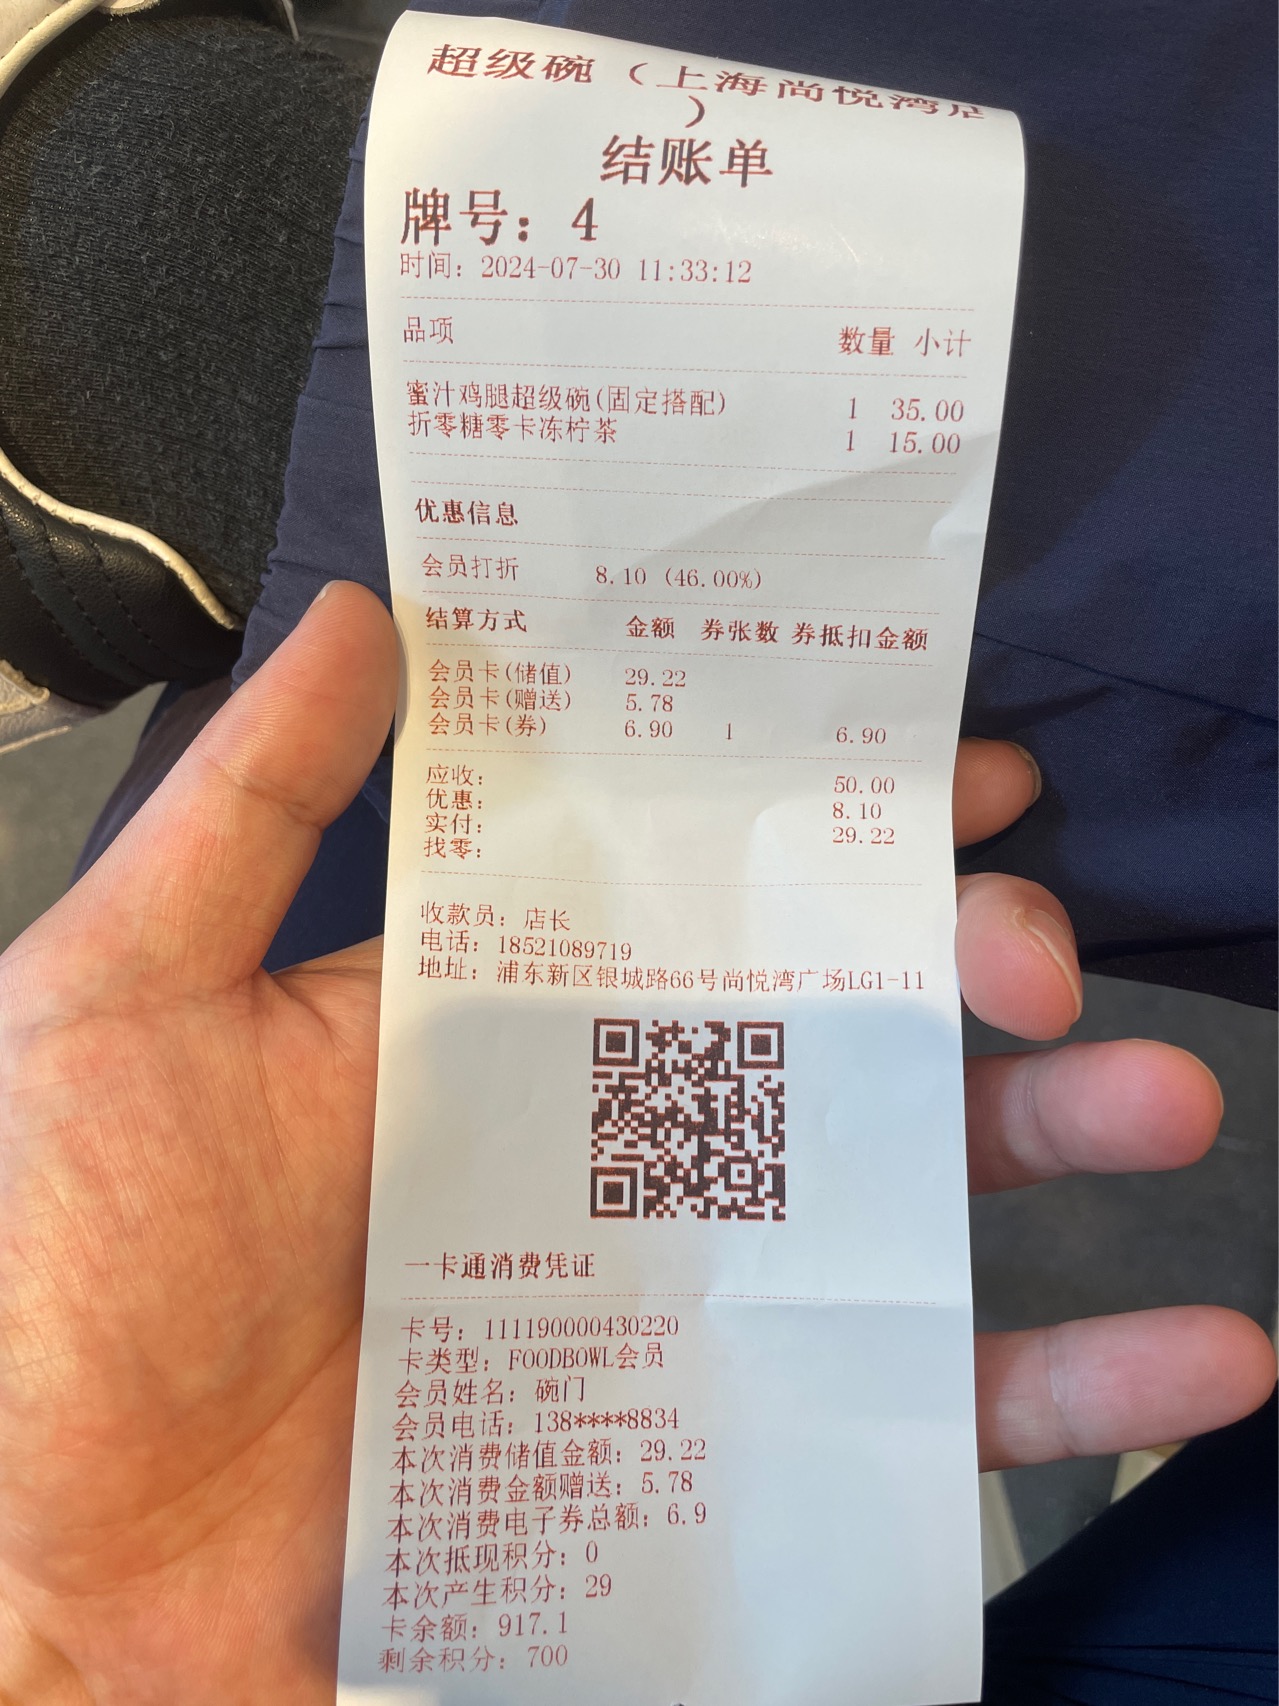 超级碗（上海尚悦湾店
）
结账单
牌号：4
时间：2024-07-30 11:33:12
品项 数量 小计
蜜汁鸡腿超级碗(固定搭配) 1 35.00
折零糖零卡冻柠茶 1 15.00
优惠信息
会员打折 8.10 (46.00%)
结算方式 金额 券张数 券抵扣金额
会员卡(储值) 29.22
会员卡(赠送) 5.78
会员卡(券) 6.90 1 6.90
应收： 50.00
优惠： 8.10
实付： 29.22
找零：
收款员：店长
电话：18521089719
地址：浦东新区银城路66号尚悦湾广场LG1-11
一卡通消费凭证
卡号：111190000430220
卡类型：FOODBOWL会员
会员姓名：碗门
会员电话：138****8834
本次消费储值金额：29.22
本次消费金额赠送：5.78
本次消费电子券总额：6.9
本次抵现积分：0
本次产生积分：29
卡余额：917.1
剩余积分：700